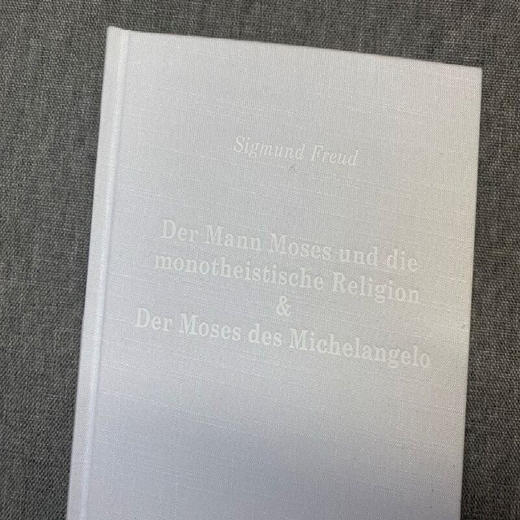 Sigmund Freud
Der Mann Moses und die
monotheistische Religion
&
Der Moses des Michelangelo